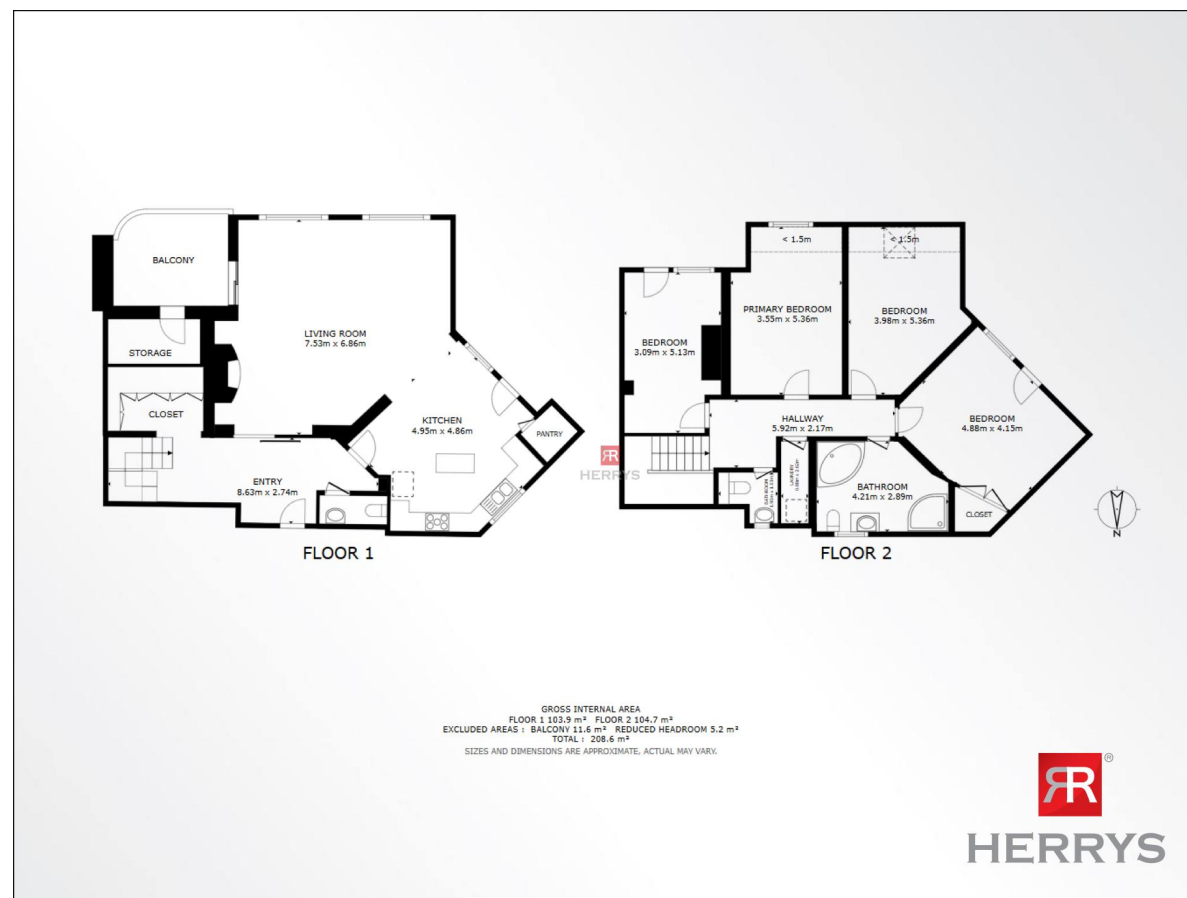 BALCONY
STORAGE
CLOSET
LIVING ROOM
7.53m x 6.86m
KITCHEN
4.95m x 4.86m
PANTRY
ENTRY
8.63m x 2.74m
FLOOR 1
RR
HERRYS
< 1.5m
< 1.5m
PRIMARY BEDROOM
3.55m x 5.36m
BEDROOM
3.98m x 5.36m
BEDROOM
3.09m x 5.13m
HALLWAY
5.92m x 2.17m
BEDROOM
4.88m x 4.15m
BATHROOM
LAUNDRY
BATHROOM
4.21m x 2.89m
CLOSET
N
FLOOR 2
GROSS INTERNAL AREA
FLOOR 1 103.9 m² FLOOR 2 104.7 m²
EXCLUDED AREAS : BALCONY 11.6 m² REDUCED HEADROOM 5.2 m²
TOTAL : 208.6 m²
SIZES AND DIMENSIONS ARE APPROXIMATE, ACTUAL MAY VARY.
RR®
HERRYS